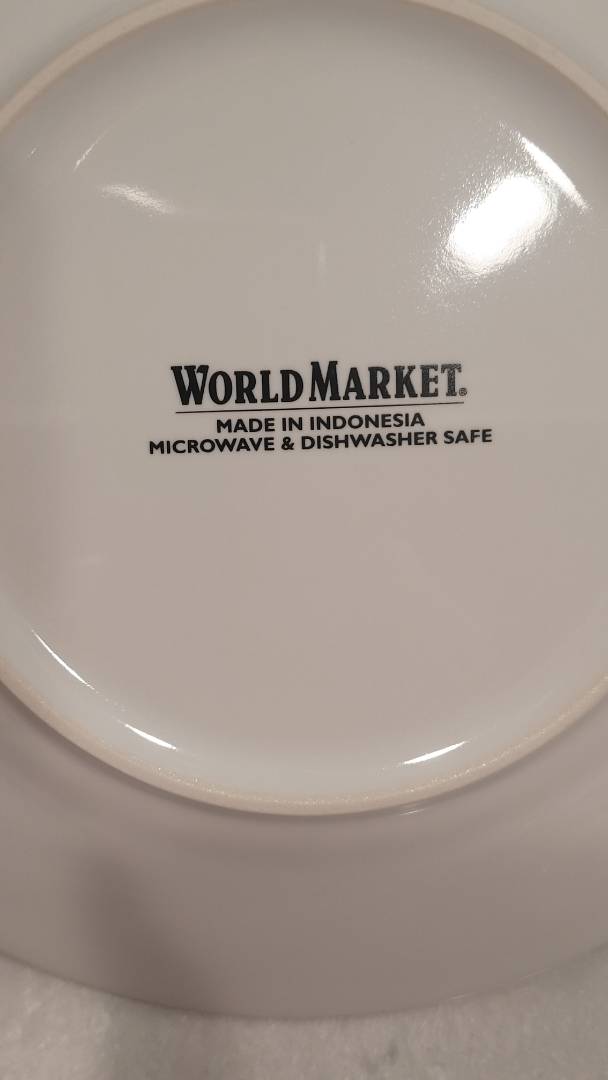 WORLD MARKET®
MADE IN INDONESIA
MICROWAVE & DISHWASHER SAFE